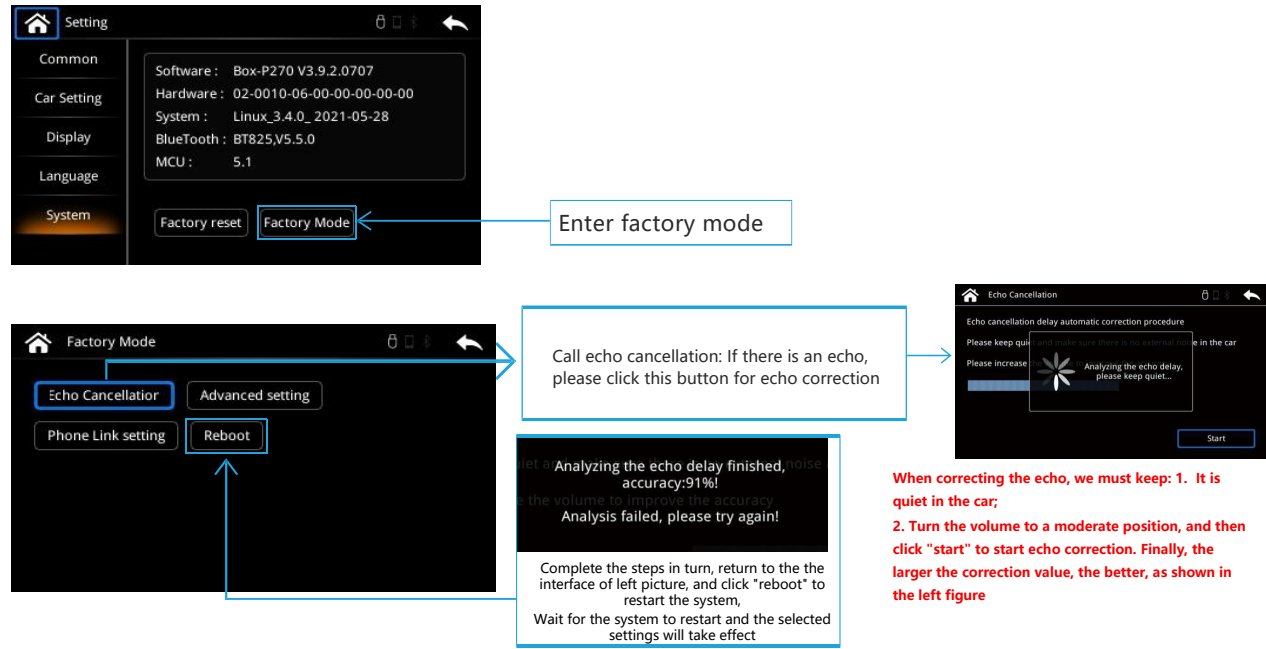 Setting
Common
Car Setting
Display
Language
System
Software : Box-P270 V3.9.2.0707
Hardware : 02-0010-06-00-00-00-00-00
System : Linux_3.4.0_ 2021-05-28
BlueTooth : BT825,V5.5.0
MCU : 5.1
Factory reset
Factory Mode
Enter factory mode
Factory Mode
Echo Cancellation
Advanced setting
Phone Link setting
Reboot
Call echo cancellation: If there is an echo,
please click this button for echo correction
Echo Cancellation
Echo cancellation delay automatic correction procedure
Please keep quiet and make sure there is no external noise in the car
Please increase
Analyzing the echo delay,
please keep quiet...
Start
Analyzing the echo delay finished,
accuracy:91%!
the volume to improve the accuracy
Analysis failed, please try again!
Complete the steps in turn, return to the the
interface of left picture, and click "reboot" to
restart the system,
Wait for the system to restart and the selected
settings will take effect
When correcting the echo, we must keep: 1. It is
quiet in the car;
2. Turn the volume to a moderate position, and then
click "start" to start echo correction. Finally, the
larger the correction value, the better, as shown in
the left figure